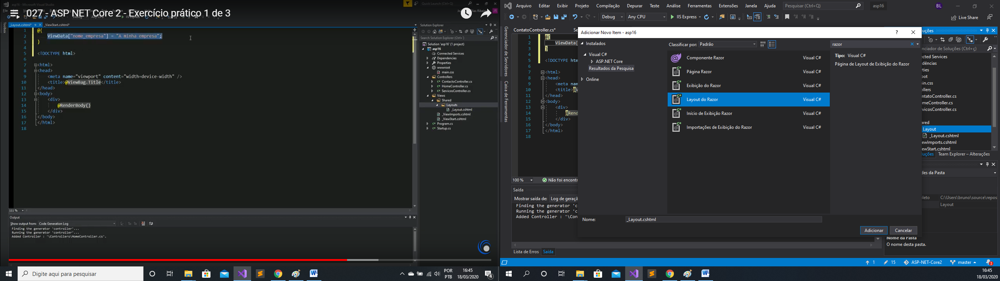 asp16 - Microsoft Visual Studio
Quick Launch (Ctrl+Q)
027 - ASP NET Core 2 - Exercício prático 1 de 3
_Layout.cshtml*
_ViewStart.cshtml*
Toolbox
1 @{
2 ViewData["nome_empresa"] = "A minha empresa";
3 }
4
5 <!DOCTYPE html>
6
7 <html>
8 <head>
9 <meta name="viewport" content="width=device-width" />
10 <title>@ViewBag.Title</title>
11 </head>
12 <body>
13 <div>
14 @RenderBody()
15 </div>
16 </body>
17 </html>
18
111 %
Output
Show output from: Code Generation Log
Finding the generator 'controller'...
Running the generator 'controller'...
Added Controller : '\Controllers\HomeController.cs'.
Solution Explorer
Search Solution Explorer (Ctrl+´)
Solution 'asp16' (1 project)
asp16
Connected Services
Dependencies
Properties
wwwroot
main.css
Controllers
ContactoController.cs
HomeController.cs
ServicosController.cs
Views
Shared
Layouts
_Layout.cshtml
_ViewImports.cshtml
_ViewStart.cshtml
Program.cs
Startup.cs
Digite aqui para pesquisar
POR
PTB
16:45
18/03/2020
4
Arquivo Editar Exibir Projeto Compilação Depurar Teste Análise Ferramentas Extensões Janela Ajuda
Pesquisar (Ctrl+Q)
asp16
BL
Debug
Any CPU
IIS Express
Live Share
Gerenciador de Servidores
Caixa de Ferramentas
ContatoController.cs*
Se
1 @{
2 ViewData[
3 }
4
5 <!DOCTYPE htm
6
7 <html>
8 <head>
9 <meta nam
10 <title>@V
11 </head>
12 <body>
13 <div>
14 @Rend
15 </div>
16 </body>
17 </html>
18
100 %
Não foi encontr
Saída
Mostrar saída de: Log de geraçã
Finding the generator 'c
Running the generator 'c
Added Controller : '\Con
Lista de Erros
Saída
Adicionar Novo Item - asp16
?
Instalados
Visual C#
ASP.NET Core
Resultados da Pesquisa
Online
Classificar por: Padrão
Componente Razor Visual C#
Página Razor Visual C#
Exibição do Razor Visual C#
Layout do Razor Visual C#
Início de Exibição Razor Visual C#
Importações de Exibição do Razor Visual C#
razor
Tipo: Visual C#
Página de Layout de Exibição do Razor
Nome: _Layout.cshtml
Adicionar
Cancelar
uções
nciador de Soluções (Ctrl+ç)
cted Services
dências
rties
oot
in.css
ollers
ntatoController.cs
meController.cs
rvicosController.cs
ared
Layout
_Layout.cshtml
ewImports.cshtml
ewStart.cshtml
luções
Team Explorer – Alterações
des da Pasta
leto C:\Users\bruno\source\repos
Layout
Nome da Pasta
O nome desta pasta.
1
15
ASP-NET-Core2
master
3
16:45
18/03/2020